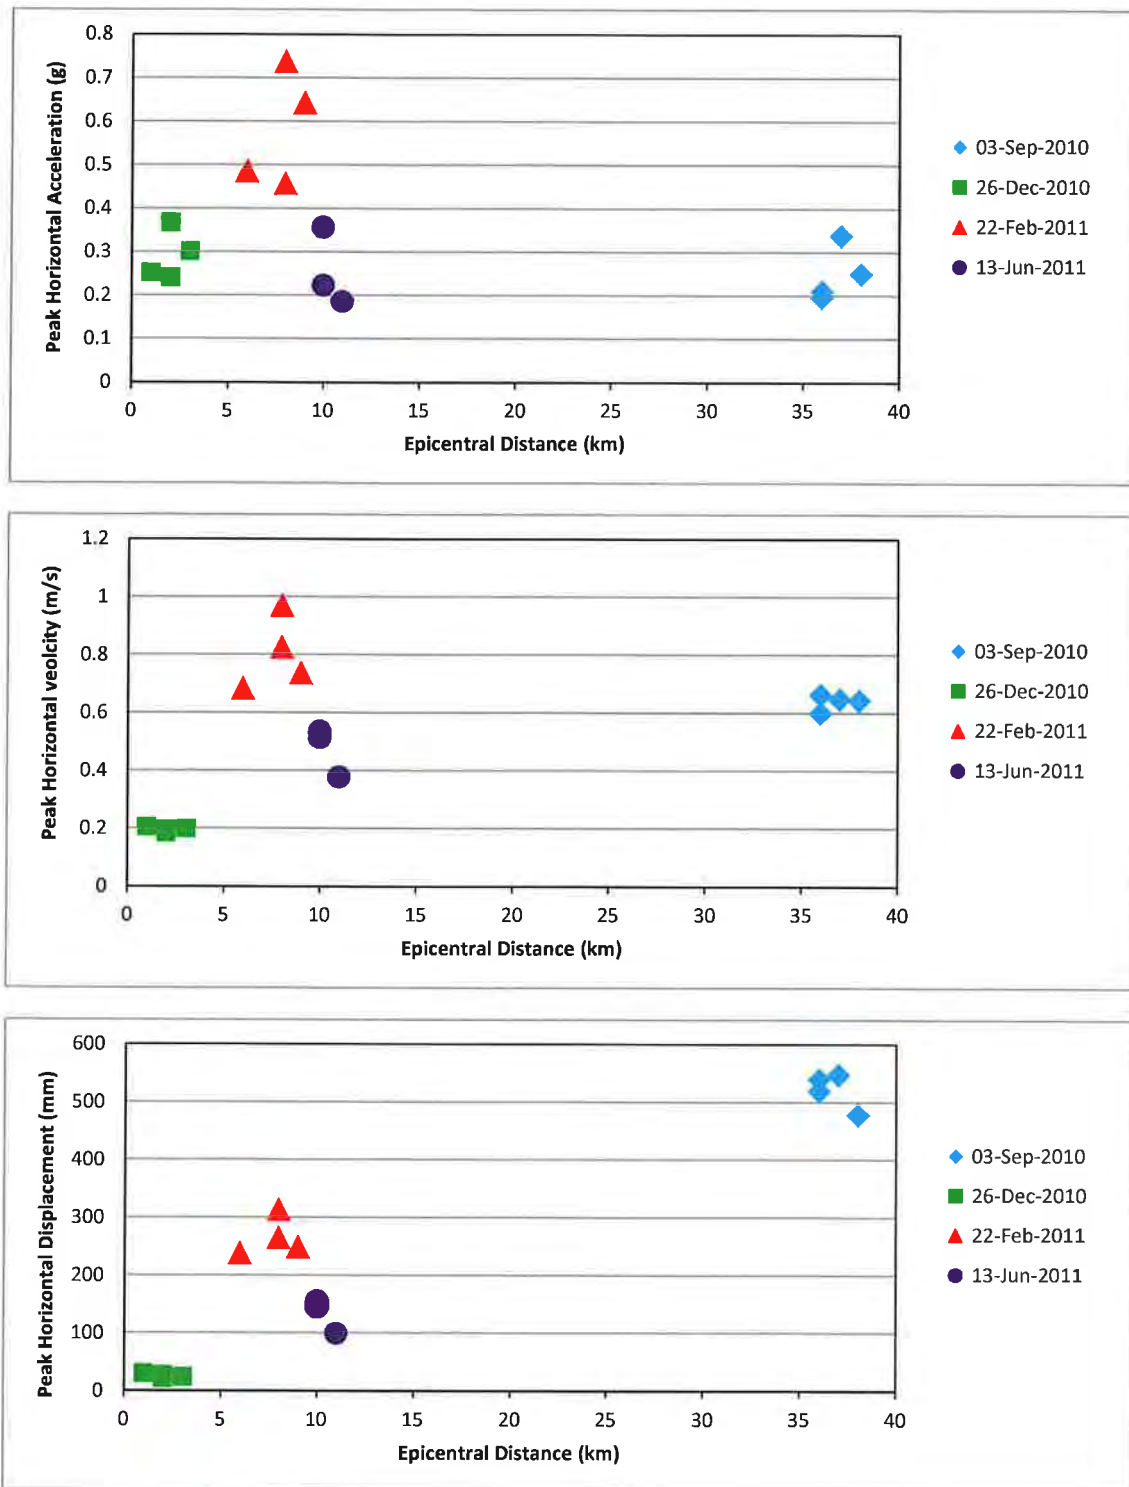 0.8
0.7
0.6
0.5
0.4
0.3
0.2
0.1
0
Peak Horizontal Acceleration (g)
0 5 10 15 20 25 30 35 40
Epicentral Distance (km)
03-Sep-2010
26-Dec-2010
22-Feb-2011
13-Jun-2011
1.2
1
0.8
0.6
0.4
0.2
0
Peak Horizontal veolcity (m/s)
0 5 10 15 20 25 30 35 40
Epicentral Distance (km)
03-Sep-2010
26-Dec-2010
22-Feb-2011
13-Jun-2011
600
500
400
300
200
100
0
Peak Horizontal Displacement (mm)
0 5 10 15 20 25 30 35 40
Epicentral Distance (km)
03-Sep-2010
26-Dec-2010
22-Feb-2011
13-Jun-2011